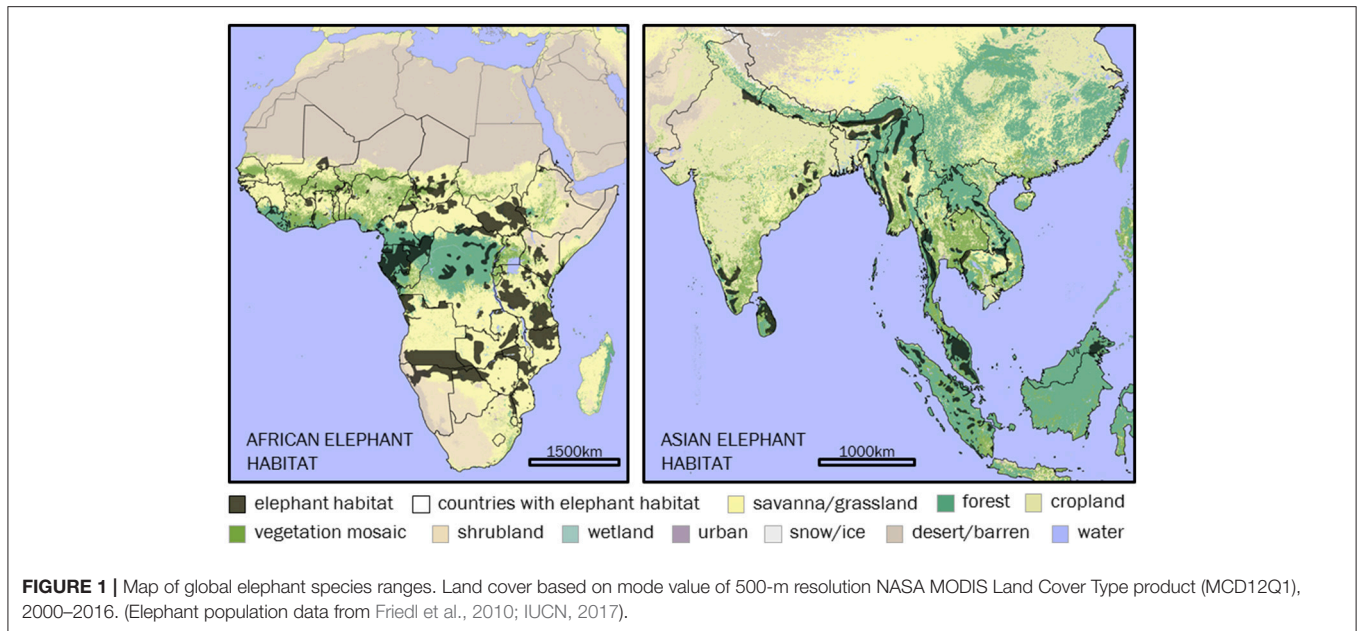 AFRICAN ELEPHANT
HABITAT
1500km
ASIAN ELEPHANT
HABITAT
1000km
elephant habitat countries with elephant habitat savanna/grassland forest cropland
vegetation mosaic shrubland wetland urban snow/ice desert/barren water
FIGURE 1 | Map of global elephant species ranges. Land cover based on mode value of 500-m resolution NASA MODIS Land Cover Type product (MCD12Q1),
2000–2016. (Elephant population data from Friedl et al., 2010; IUCN, 2017).